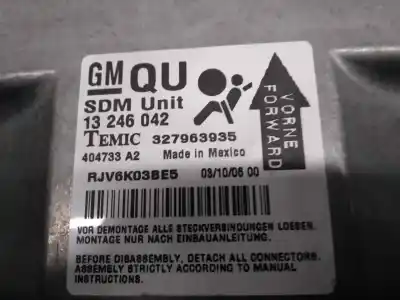 GM QU
SDM Unit
13 246 042
TEMIC 327963935
404733 A2 Made in Mexico
RJV6K03BE5 03/10/06 00
VORNE
FORWARD
VOR DEMONTAGE ALLE STECKVERBINDUNGEN LOESEN.
MONTAGE NUR NACH EINBAUANLEITUNG.
BEFORE DISASSEMBLY, DETACH ALL CONNECTORS.
ASSEMBLY STRICTLY ACCORDING TO MANUAL
INSTRUCTIONS.